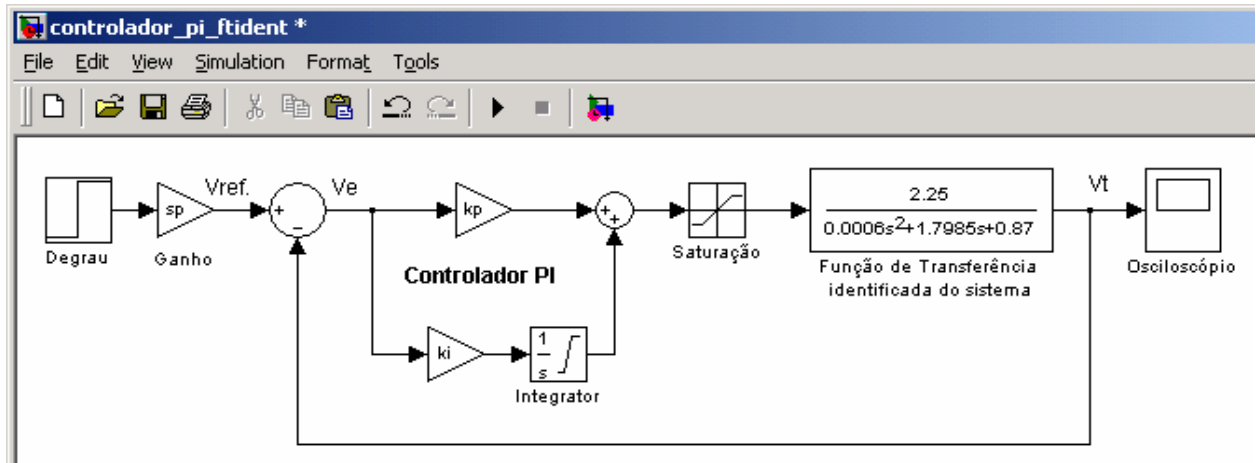 controlador_pi_ftident *
File Edit View Simulation Format Tools
Degrau
sp
Ganho
Vref.
+
−
Ve
kp
Controlador PI
ki
1
s
Integrator
+
+
Saturação
2.25
0.0006s²+1.7985s+0.87
Função de Transferência
identificada do sistema
Vt
Osciloscópio